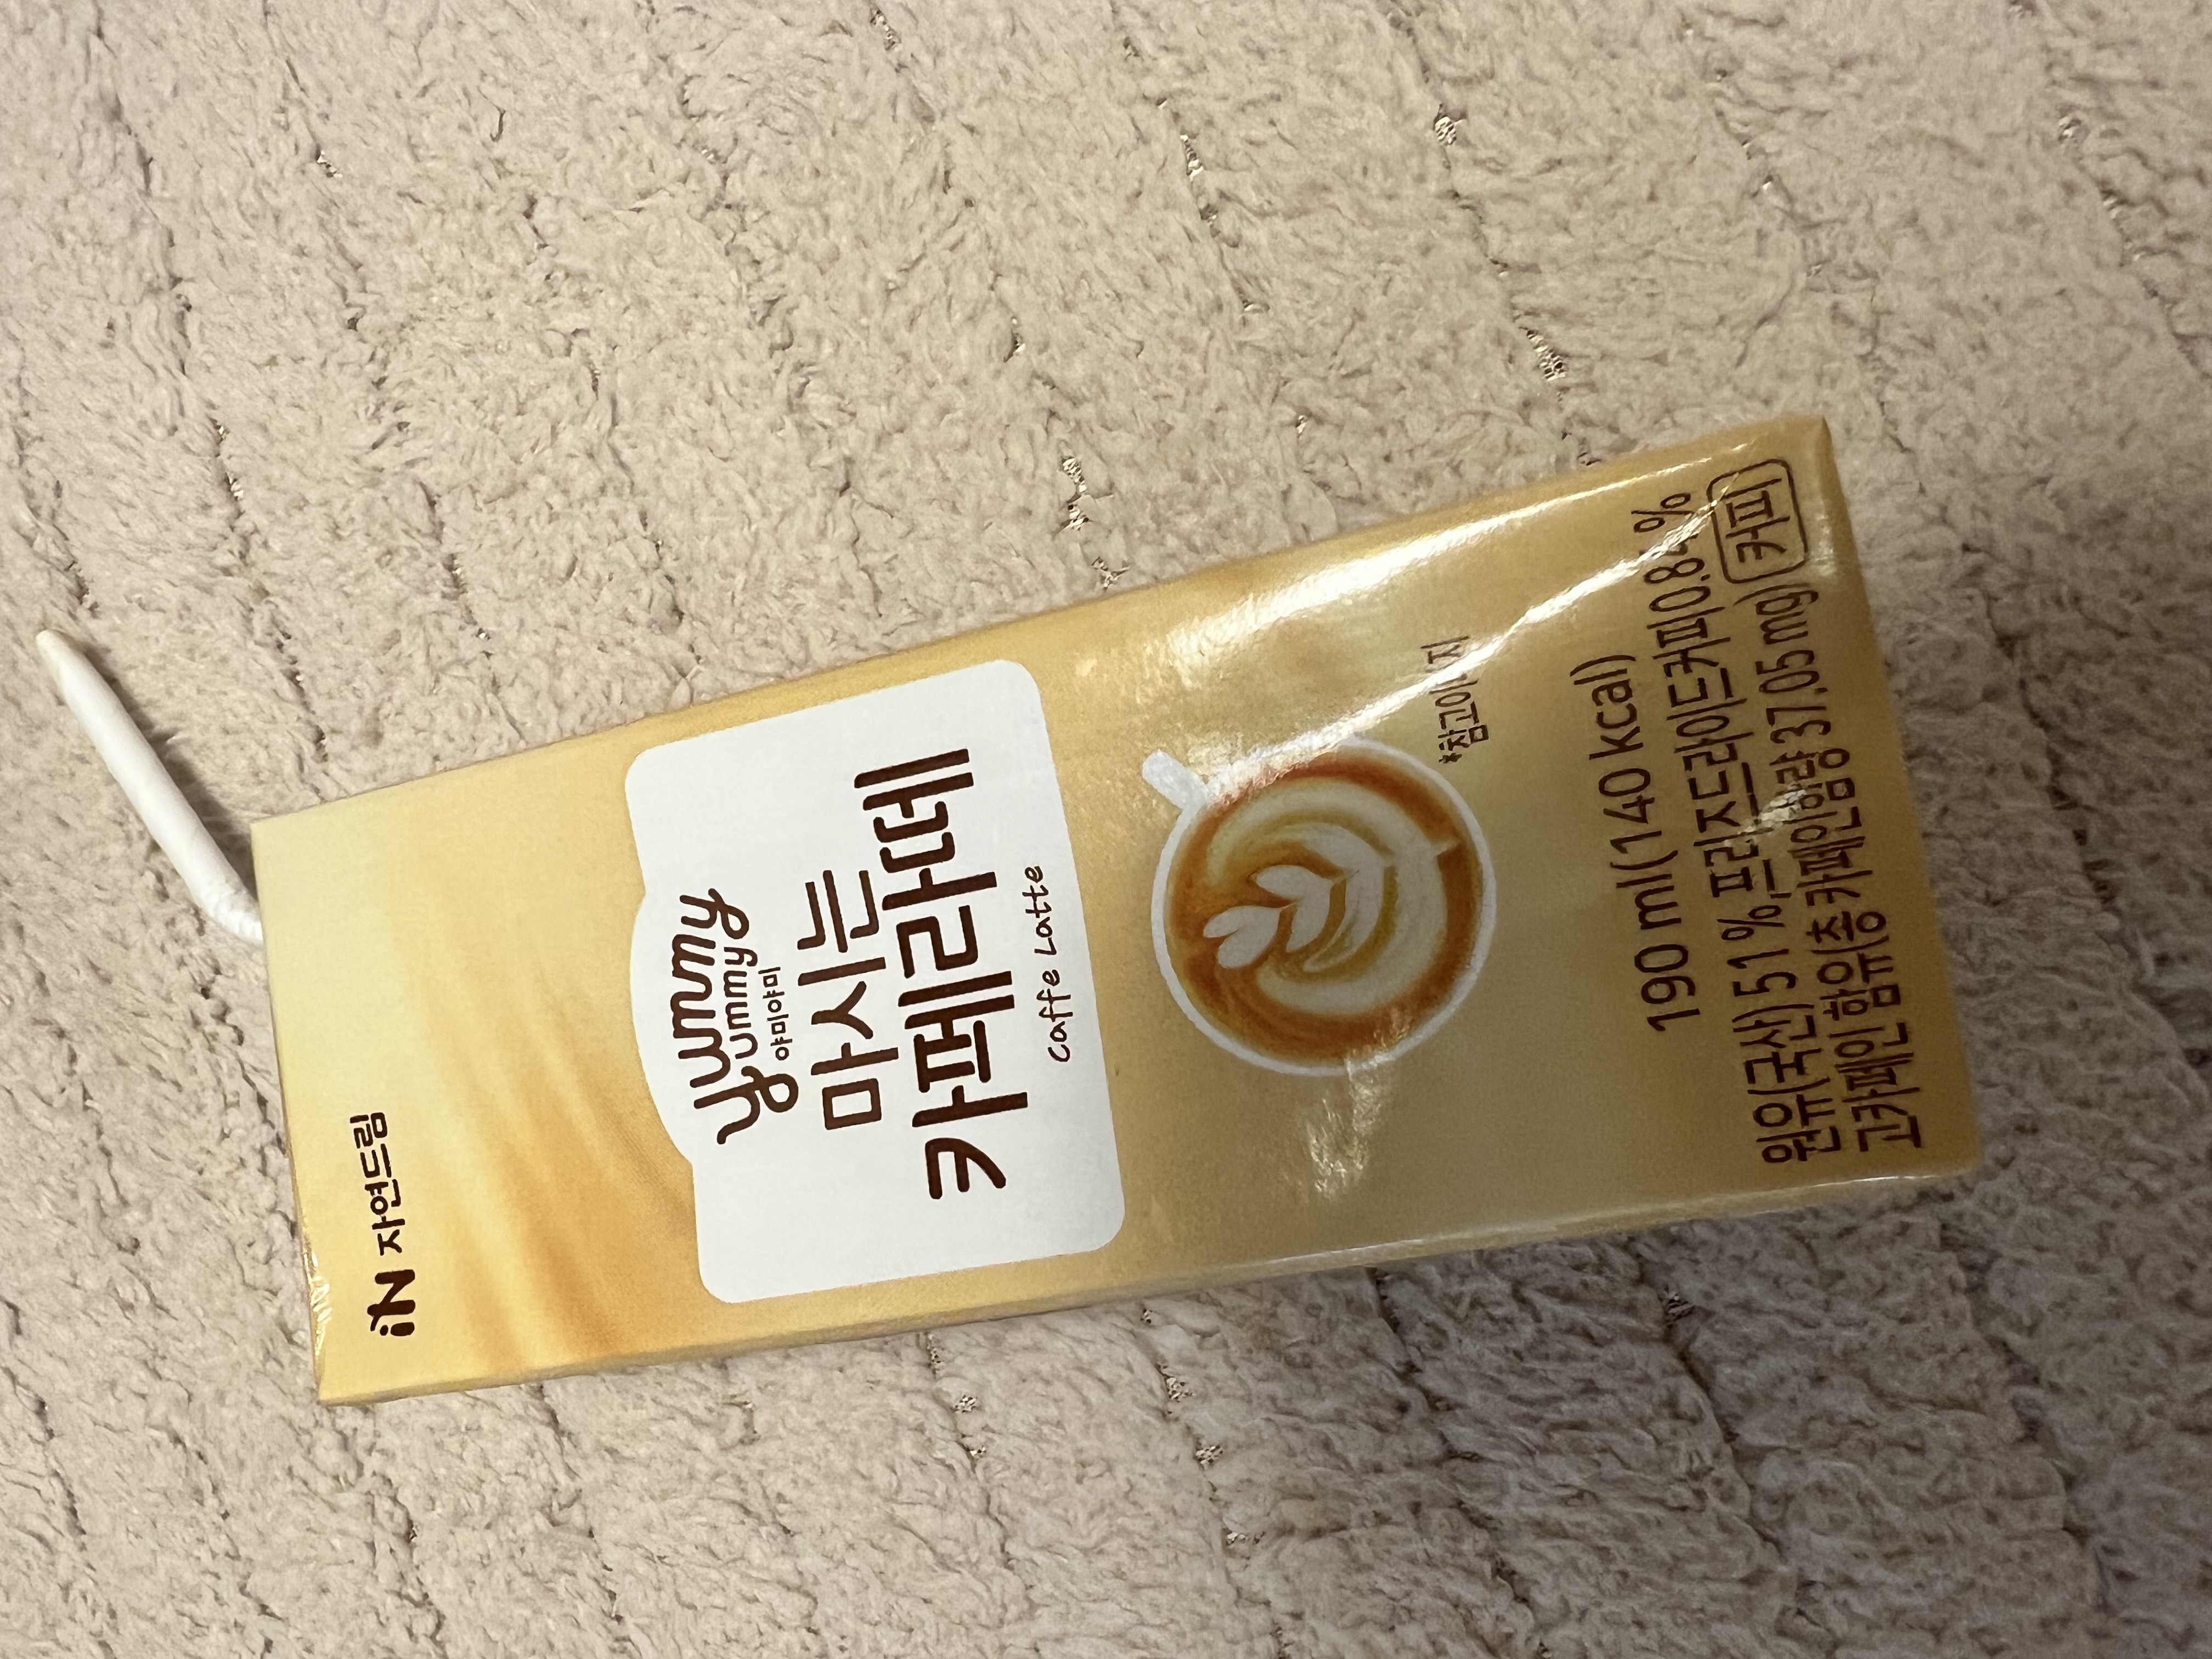 iN 자연드림
yummy
yummy
야미야미
마시는
카페라떼
Caffe Latte
*참고이미지
190 ml(140 kcal)
원유(국산)51 %, 프리즈드라이드커피0.84%
고카페인 함유(총 카페인함량 37.05 mg) 커피